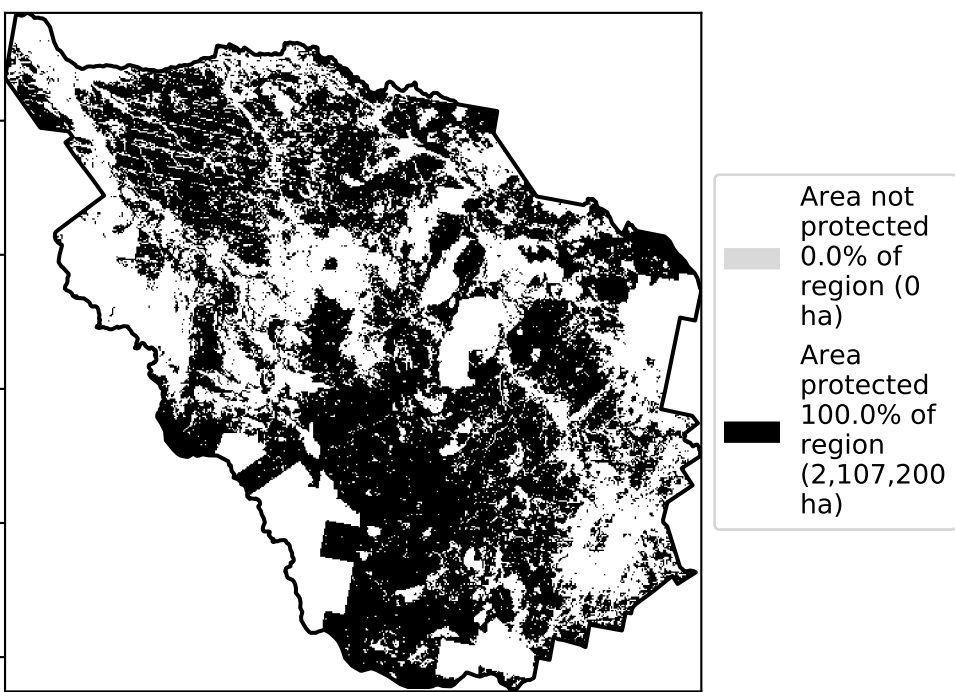 Area not
protected
0.0% of
region (0
ha)
Area
protected
100.0% of
region
(2,107,200
ha)